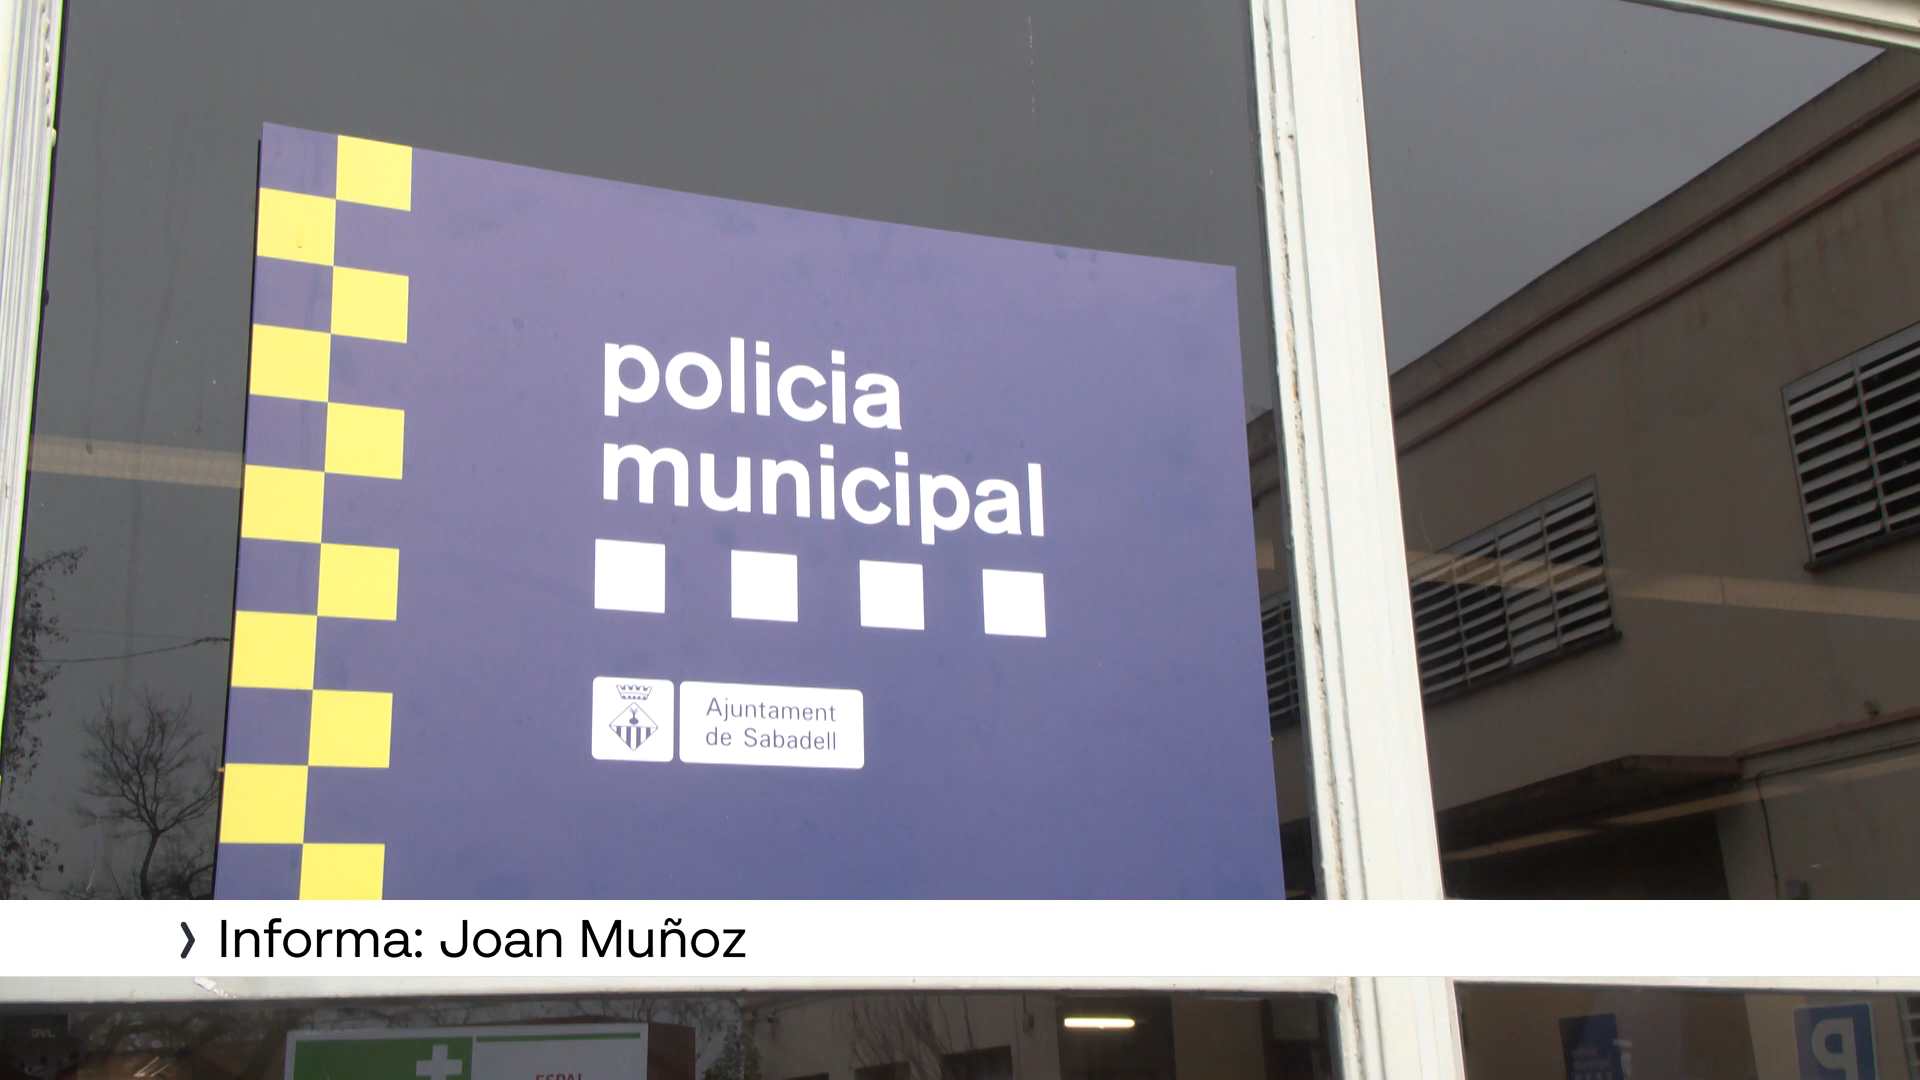 policia
municipal
Ajuntament
de Sabadell
Informa: Joan Muñoz